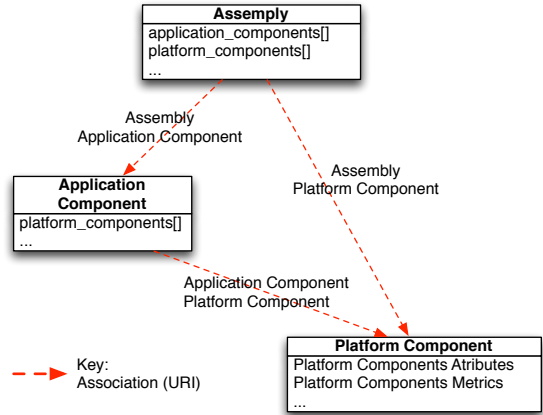 Assemply
application_components[]
platform_components[]
...
Assembly
Application Component
Assembly
Platform Component
Application
Component
platform_components[]
...
Application Component
Platform Component
Platform Component
Platform Components Atributes
Platform Components Metrics
...
Key:
Association (URI)